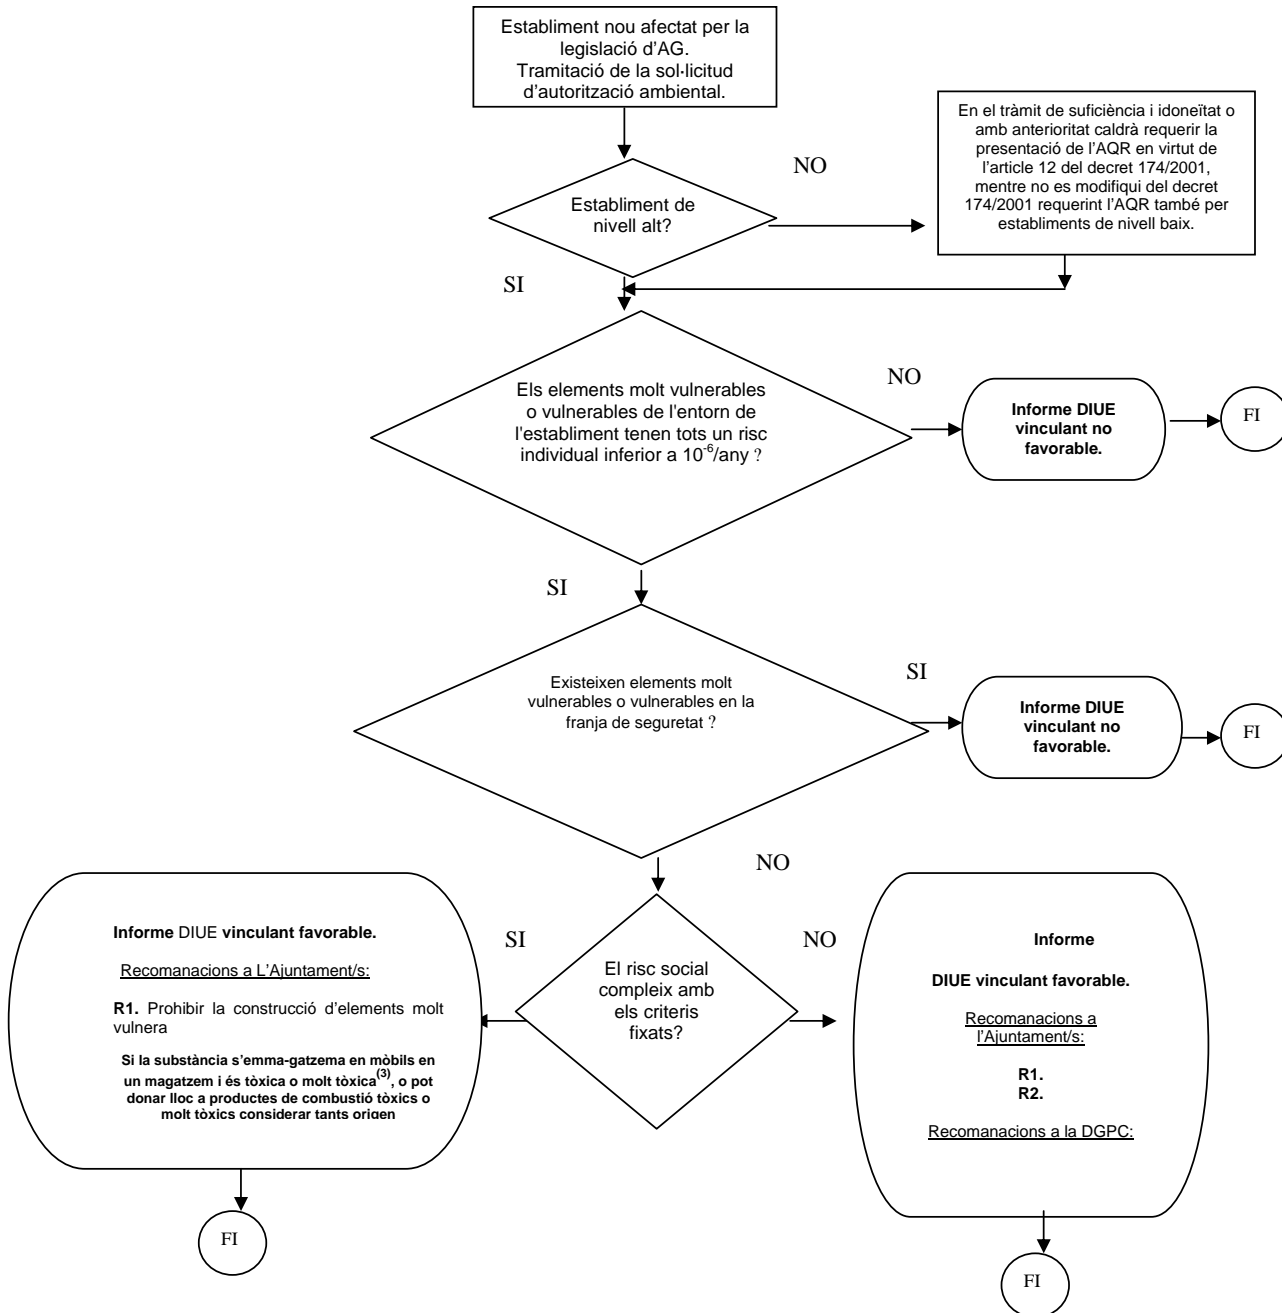 Establiment nou afectat per la
legislació d'AG.
Tramitació de la sol·licitud
d'autorització ambiental.
En el tràmit de suficiència i idoneïtat o
amb anterioritat caldrà requerir la
presentació de l'AQR en virtut de
l'article 12 del decret 174/2001,
mentre no es modifiqui del decret
174/2001 requerint l'AQR també per
establiments de nivell baix.
NO
Establiment de
nivell alt?
SI
Els elements molt vulnerables
o vulnerables de l'entorn de
l'establiment tenen tots un risc
individual inferior a 10⁻⁶/any ?
NO
Informe DIUE
vinculant no
favorable.
FI
SI
Existeixen elements molt
vulnerables o vulnerables en la
franja de seguretat ?
SI
Informe DIUE
vinculant no
favorable.
FI
NO
El risc social
compleix amb
els criteris
fixats?
SI
NO
Informe DIUE vinculant favorable.
Recomanacions a L'Ajuntament/s:
R1. Prohibir la construcció d'elements molt
vulnera
Si la substància s'emma-gatzema en mòbils en
un magatzem i és tòxica o molt tòxica⁽³⁾, o pot
donar lloc a productes de combustió tòxics o
molt tòxics considerar tants origen
FI
Informe
DIUE vinculant favorable.
Recomanacions a
l'Ajuntament/s:
R1.
R2.
Recomanacions a la DGPC:
FI